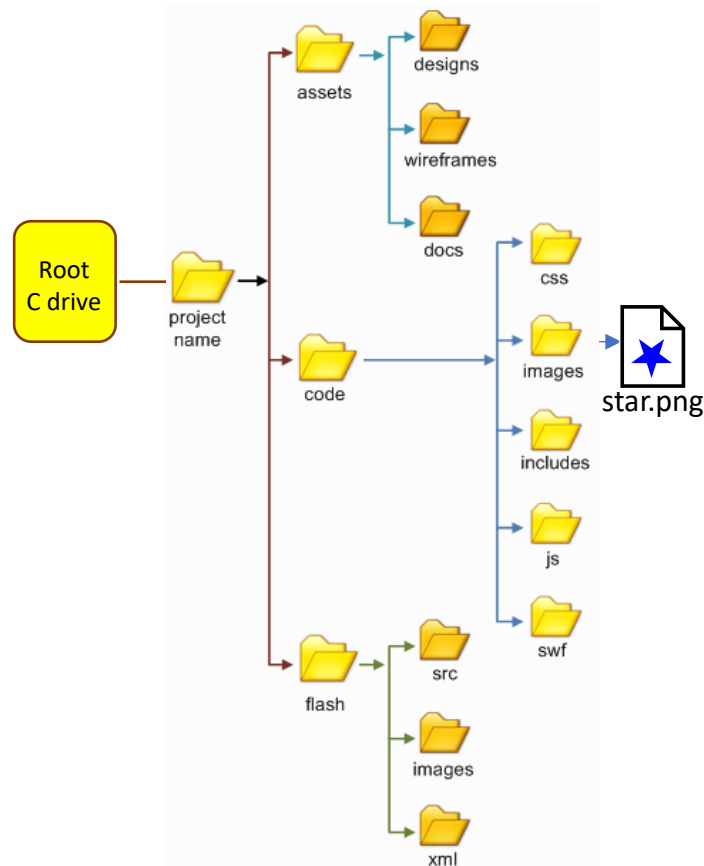 designs
assets
wireframes
docs
Root
C drive
project
name
css
code
images
star.png
includes
js
swf
src
flash
images
xml